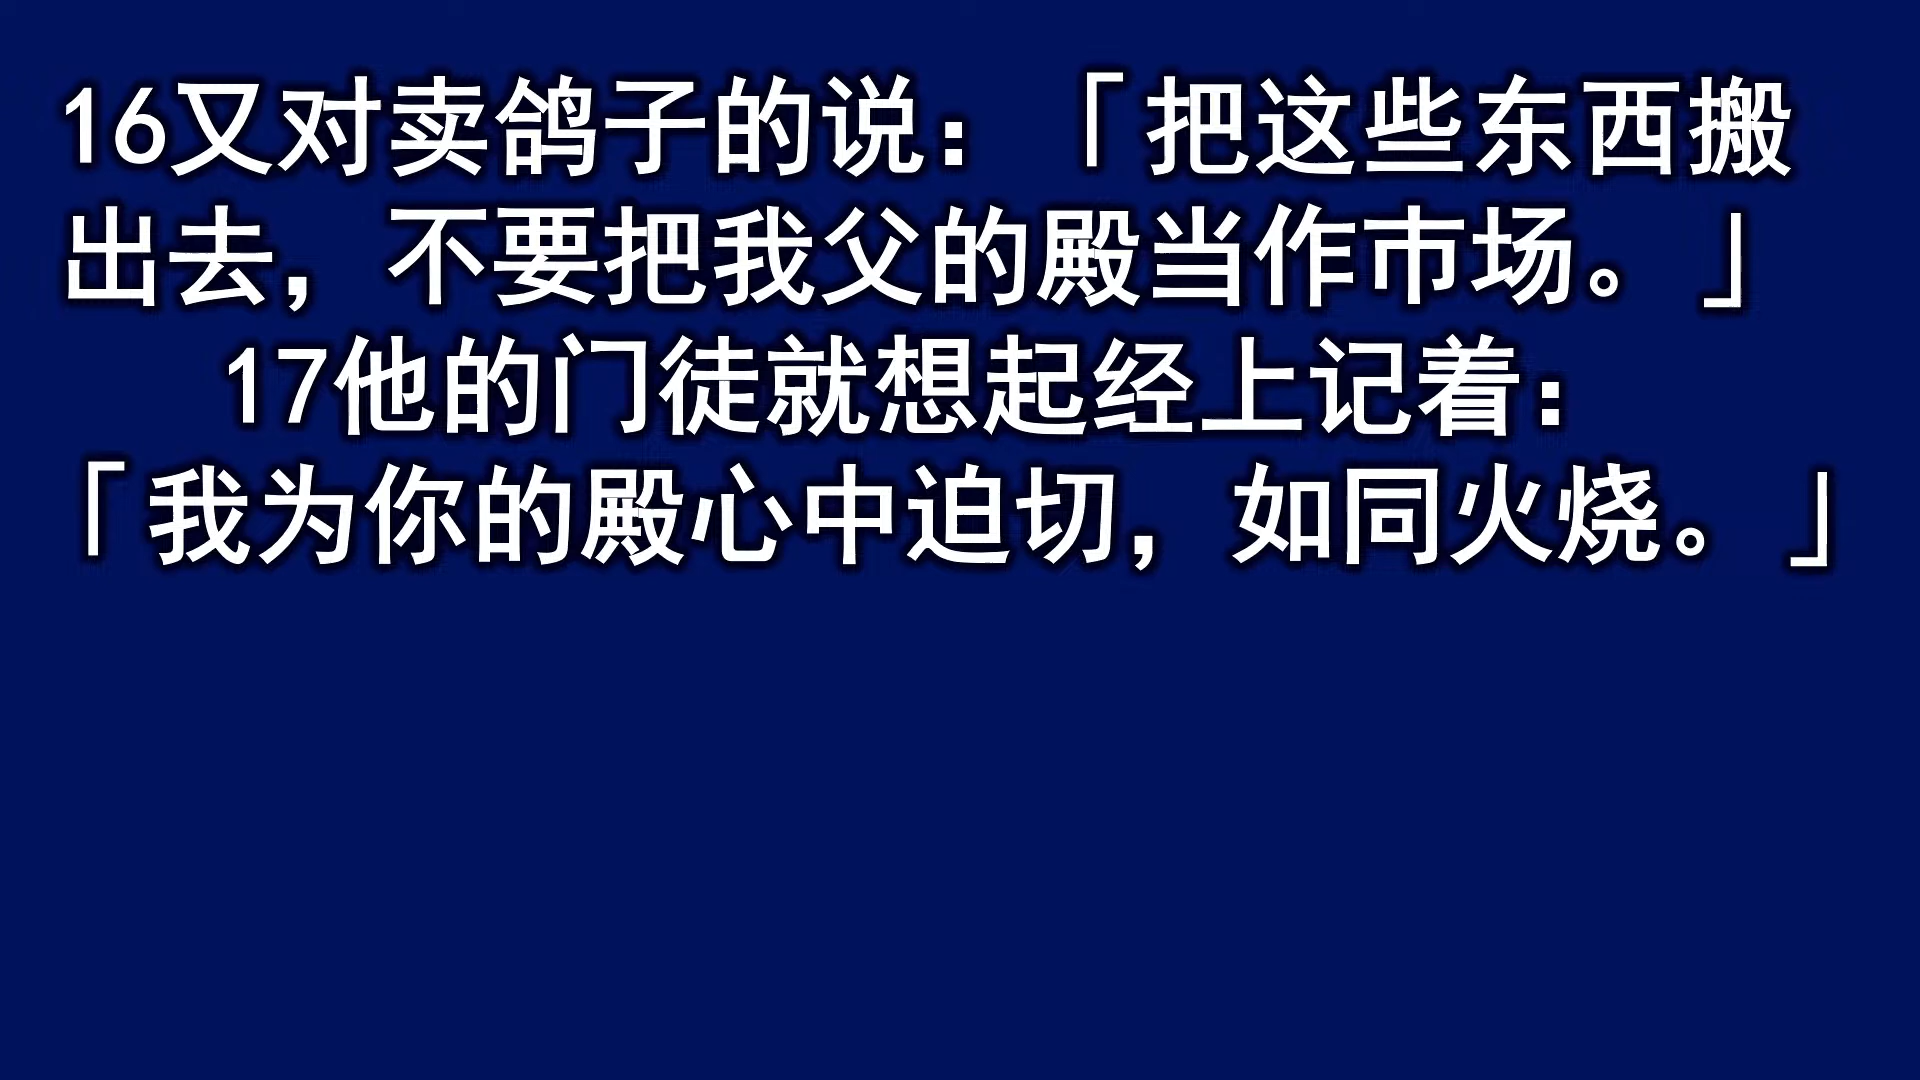 16又对卖鸽子的说：「把这些东西搬
出去，不要把我父的殿当作市场。」
17他的门徒就想起经上记着：
「我为你的殿心中迫切，如同火烧。」